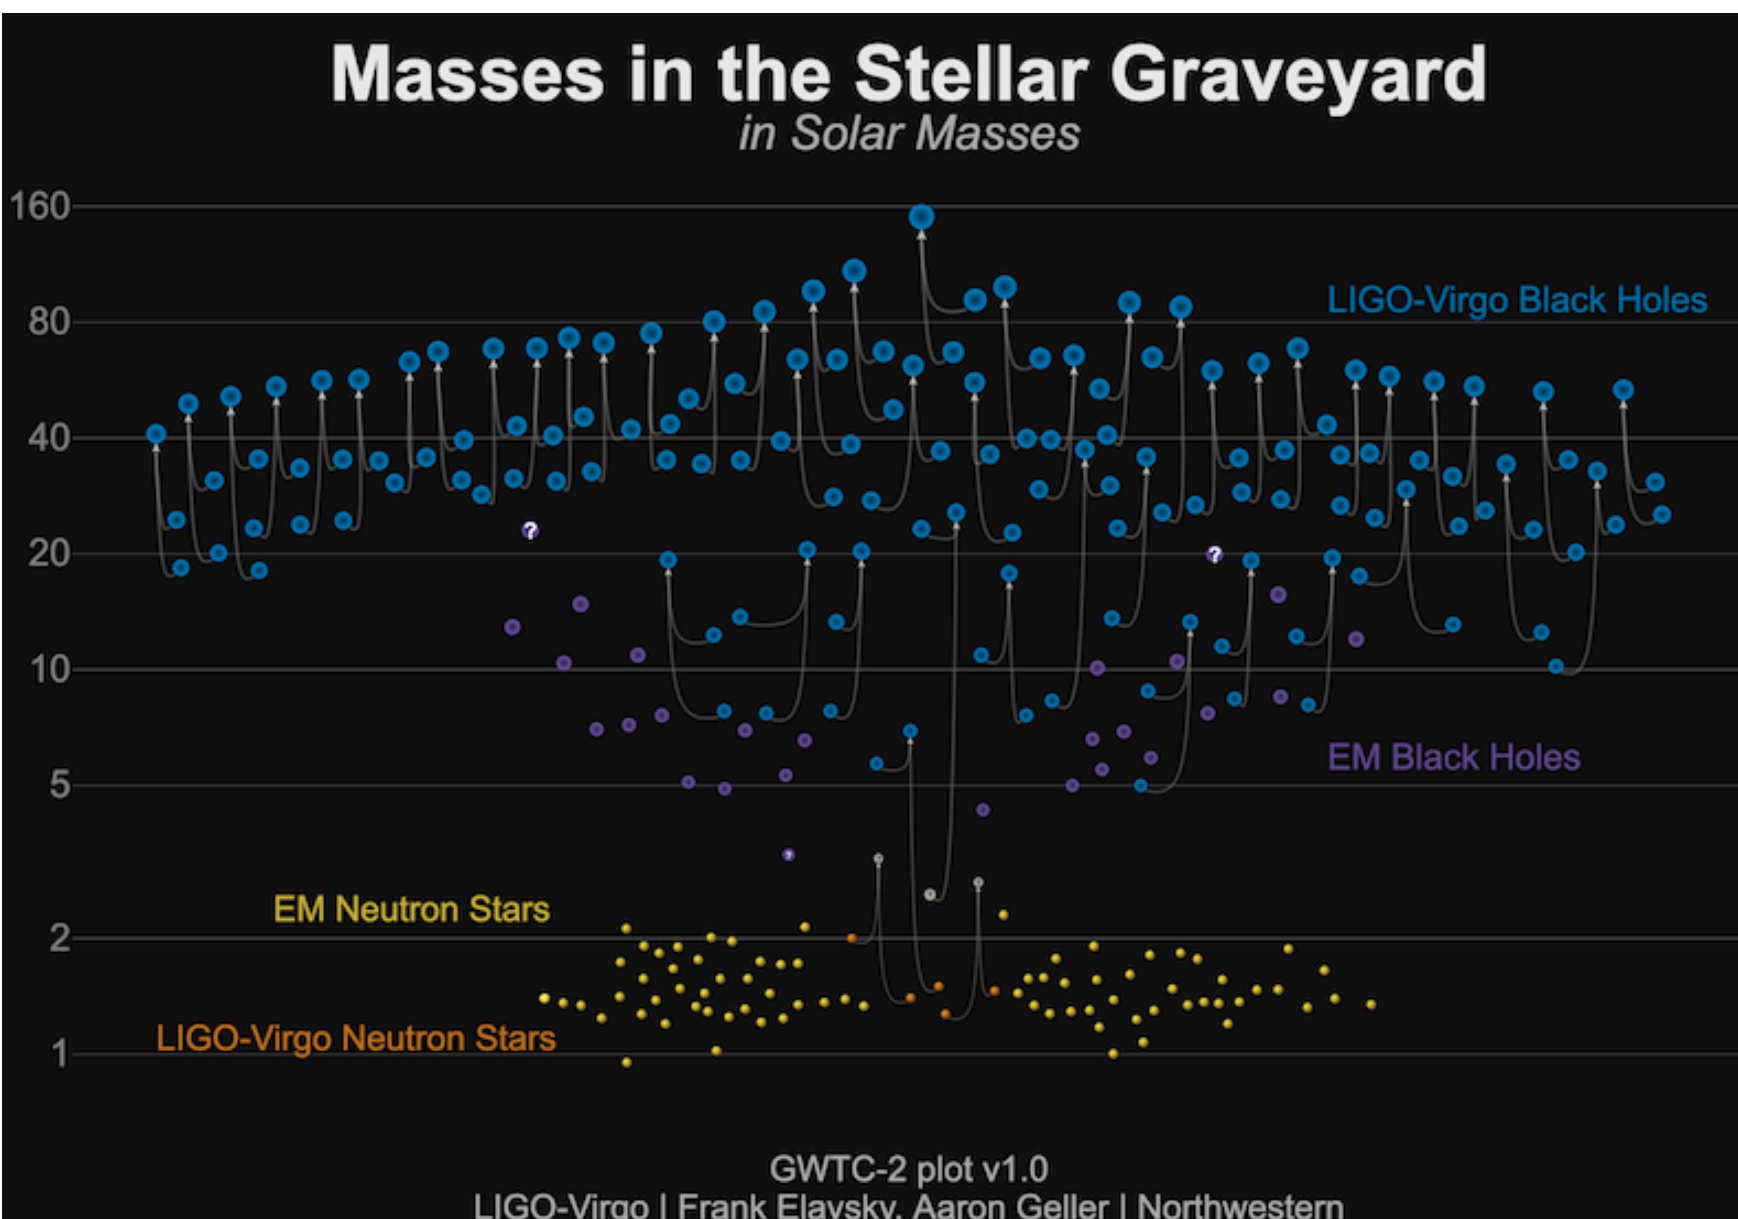 Masses in the Stellar Graveyard
in Solar Masses
160
LIGO-Virgo Black Holes
80
40
20
?
?
10
EM Black Holes
5
EM Neutron Stars
2
LIGO-Virgo Neutron Stars
1
GWTC-2 plot v1.0
LIGO-Virgo | Frank Elavsky, Aaron Geller | Northwestern